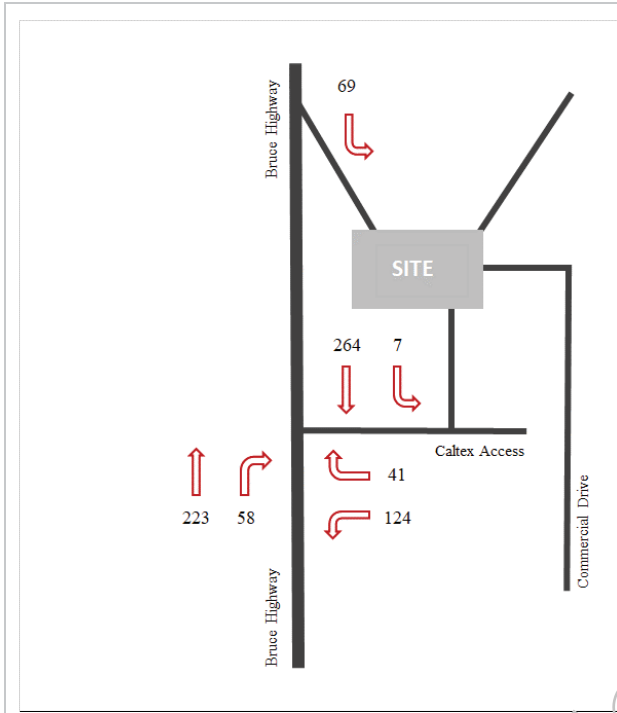 Bruce Highway
69
SITE
264 7
Caltex Access
41
223 58
124
Commercial Drive
Bruce Highway